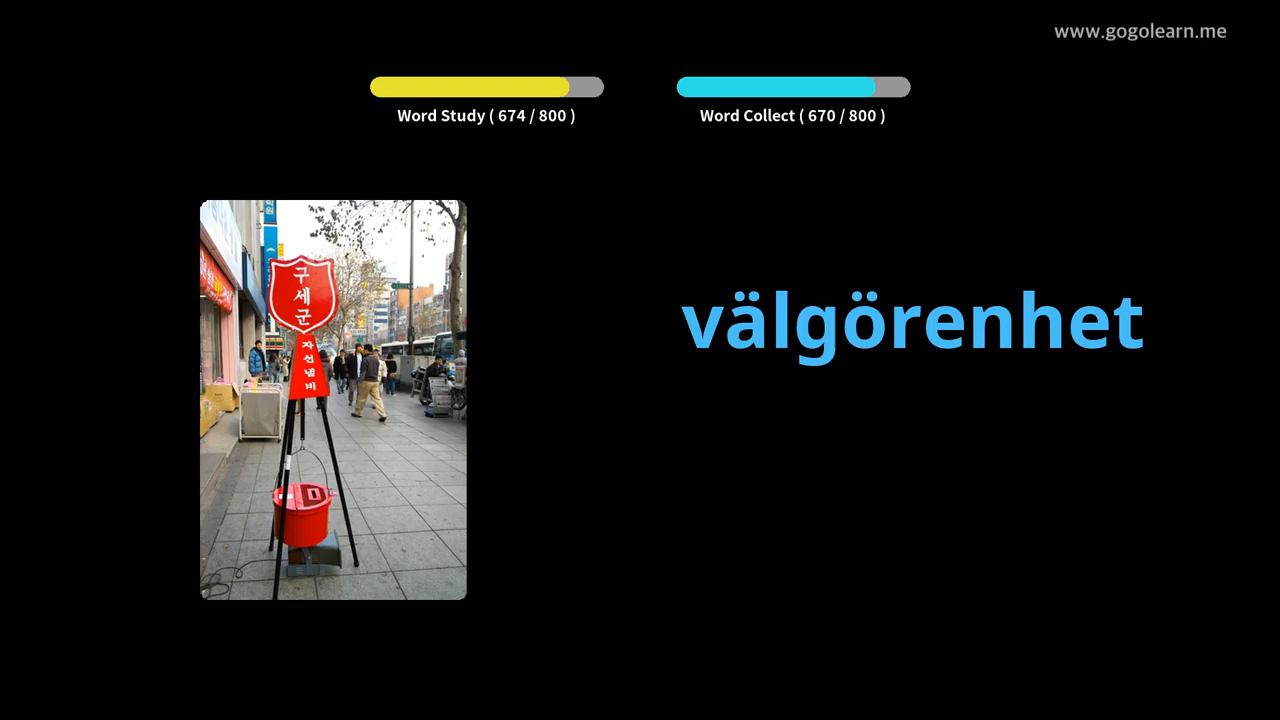 www.gogolearn.me
Word Study ( 674 / 800 )
Word Collect ( 670 / 800 )
구세군
자선냄비
välgörenhet